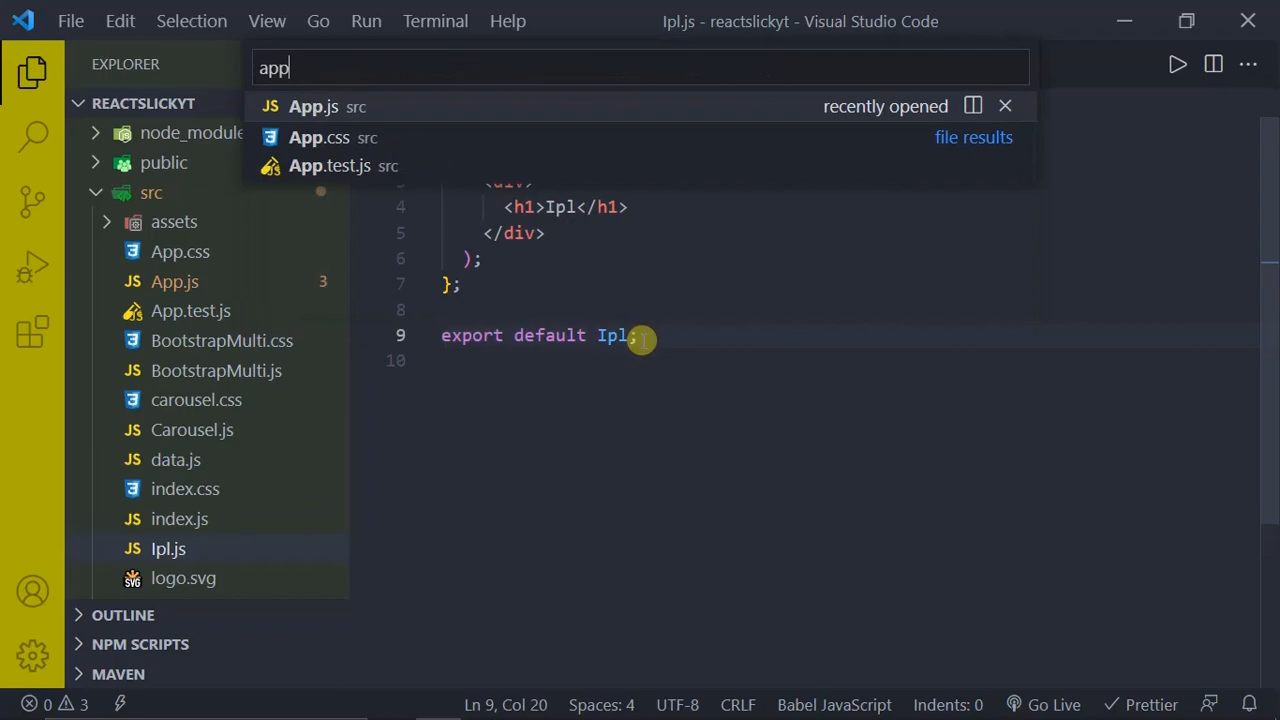 File Edit Selection View Go Run Terminal Help Ipl.js - reactslickyt - Visual Studio Code
EXPLORER
app
REACTSLICKYT
App.js src recently opened
node_module
App.css src file results
public
App.test.js src
src
<div>
assets
4 <h1>Ipl</h1>
App.css
5 </div>
6 );
App.js 3
7 };
App.test.js
8
BootstrapMulti.css
9 export default Ipl;
BootstrapMulti.js
10
carousel.css
Carousel.js
data.js
index.css
index.js
Ipl.js
logo.svg
OUTLINE
NPM SCRIPTS
MAVEN
0 3 Ln 9, Col 20 Spaces: 4 UTF-8 CRLF Babel JavaScript Indents: 0 Go Live Prettier